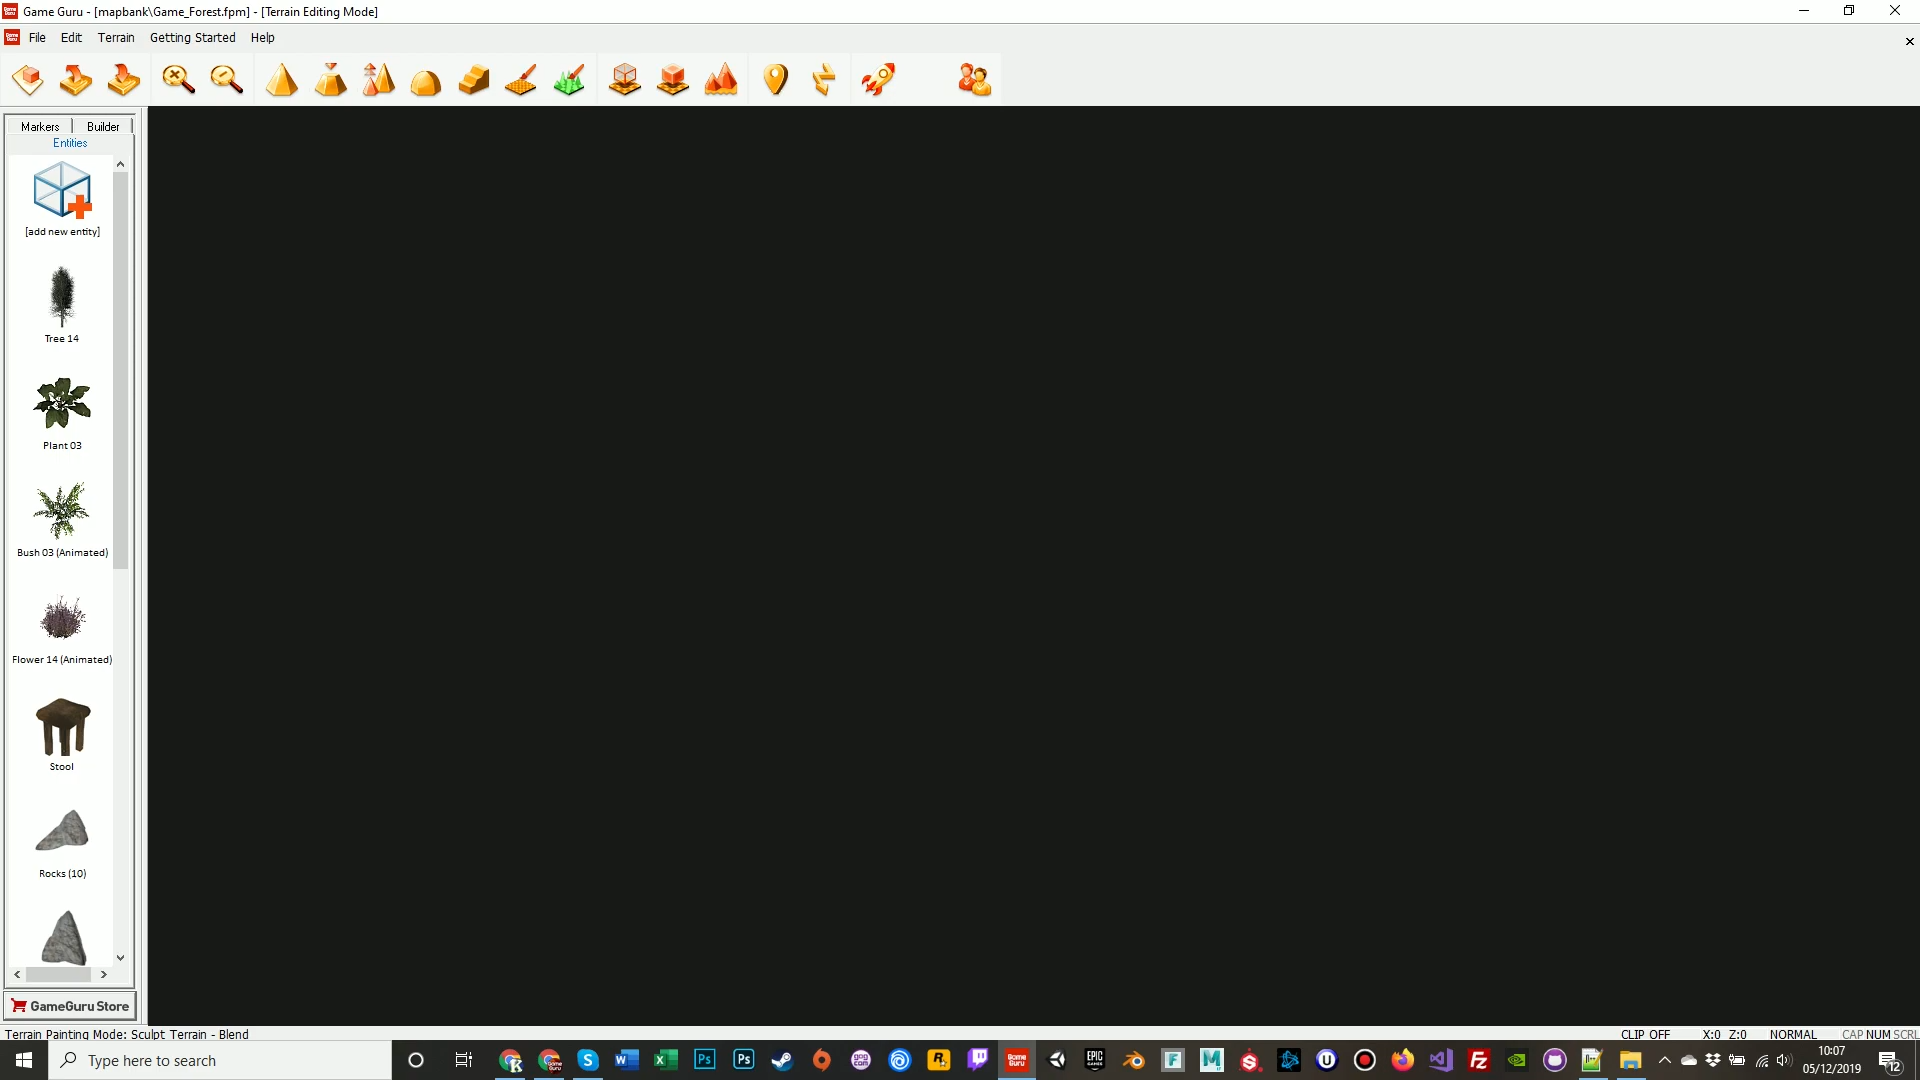 Game Guru - [mapbank\Game_Forest.fpm] - [Terrain Editing Mode]
File Edit Terrain Getting Started Help
Markers Builder
Entities
[add new entity]
Tree 14
Plant 03
Bush 03 (Animated)
Flower 14 (Animated)
Stool
Rocks (10)
GameGuru Store
Terrain Painting Mode: Sculpt Terrain - Blend
CLIP OFF X:0 Z:0 NORMAL CAP NUM SCRL
Type here to search
10:07
05/12/2019
12